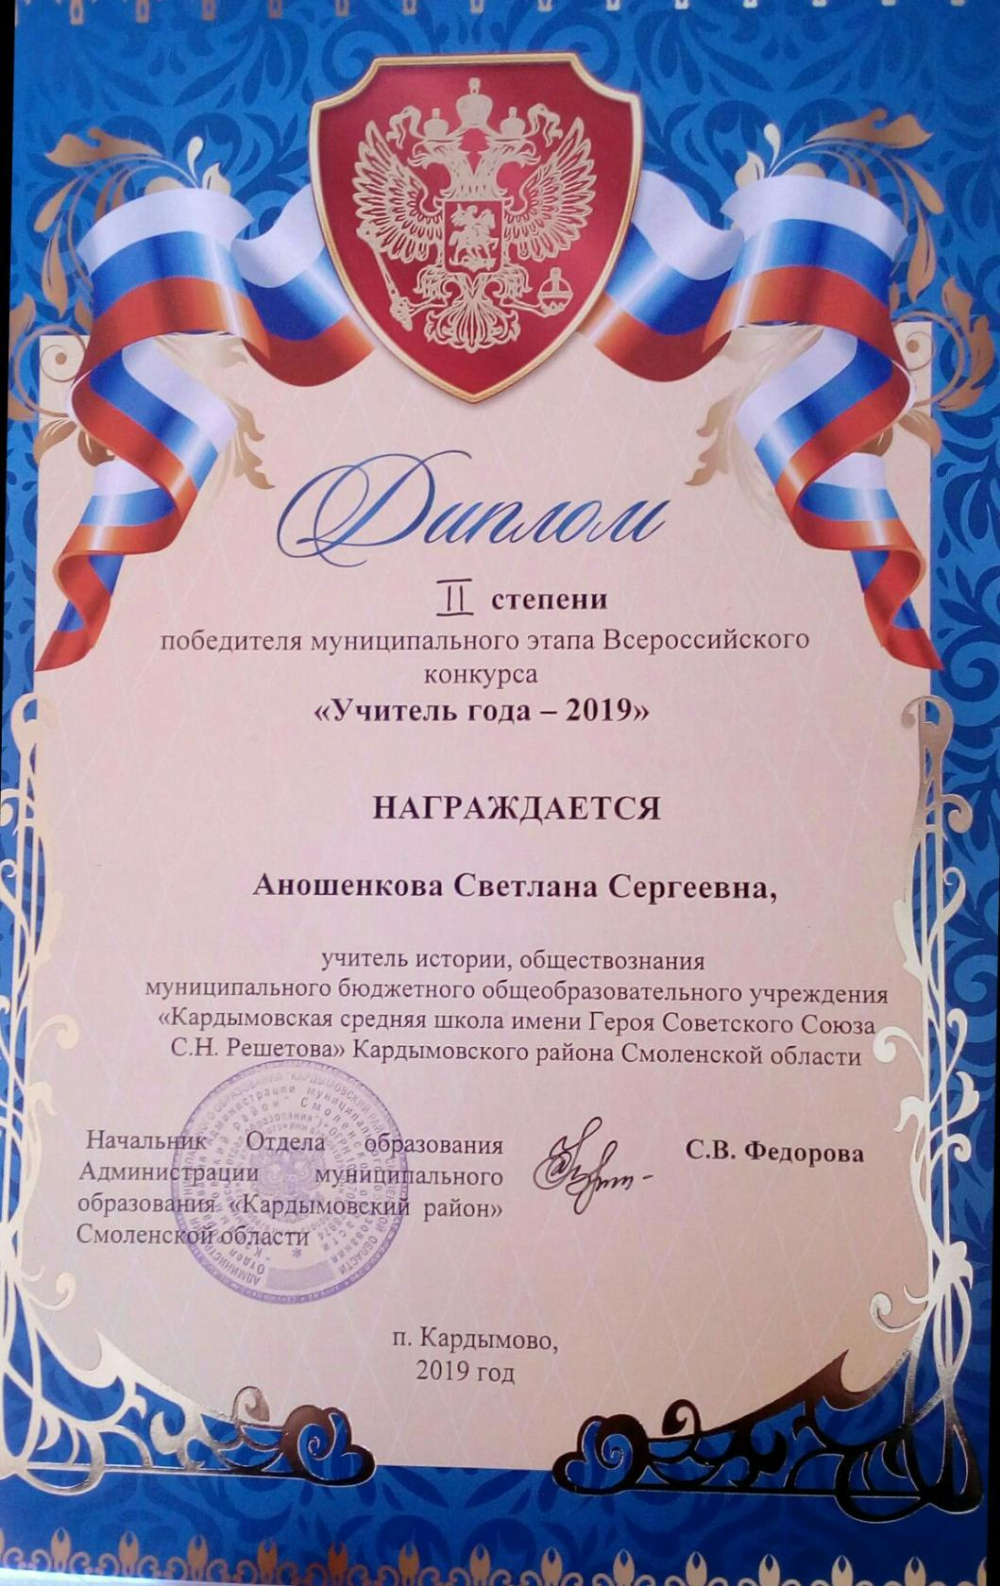 Диплом
II степени
победителя муниципального этапа Всероссийского
конкурса
«Учитель года – 2019»
НАГРАЖДАЕТСЯ
Аношенкова Светлана Сергеевна,
учитель истории, обществознания
муниципального бюджетного общеобразовательного учреждения
«Кардымовская средняя школа имени Героя Советского Союза
С.Н. Решетова» Кардымовского района Смоленской области
Начальник Отдела образования
Администрации муниципального
образования «Кардымовский район»
Смоленской области
С.В. Федорова
п. Кардымово,
2019 год